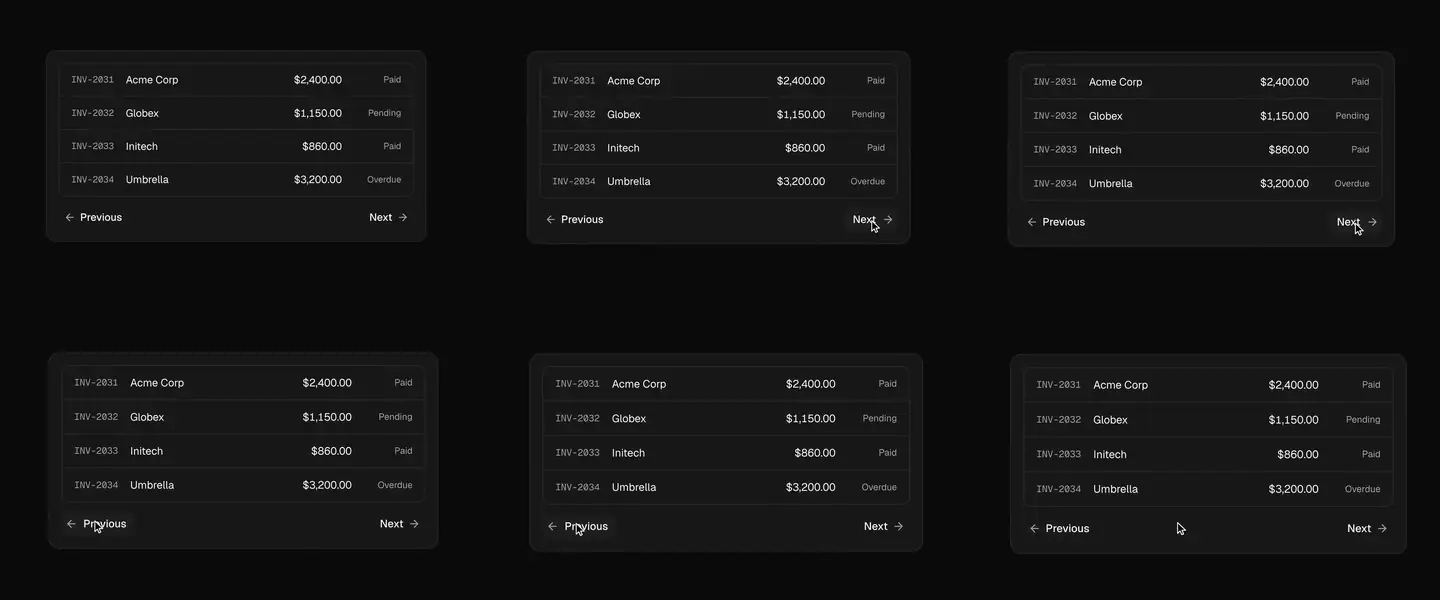 INV-2031 Acme Corp $2,400.00 Paid
INV-2032 Globex $1,150.00 Pending
INV-2033 Initech $860.00 Paid
INV-2034 Umbrella $3,200.00 Overdue
← Previous Next →
INV-2031 Acme Corp $2,400.00 Paid
INV-2032 Globex $1,150.00 Pending
INV-2033 Initech $860.00 Paid
INV-2034 Umbrella $3,200.00 Overdue
← Previous Next →
INV-2031 Acme Corp $2,400.00 Paid
INV-2032 Globex $1,150.00 Pending
INV-2033 Initech $860.00 Paid
INV-2034 Umbrella $3,200.00 Overdue
← Previous Next →
INV-2031 Acme Corp $2,400.00 Paid
INV-2032 Globex $1,150.00 Pending
INV-2033 Initech $860.00 Paid
INV-2034 Umbrella $3,200.00 Overdue
← Previous Next →
INV-2031 Acme Corp $2,400.00 Paid
INV-2032 Globex $1,150.00 Pending
INV-2033 Initech $860.00 Paid
INV-2034 Umbrella $3,200.00 Overdue
← Previous Next →
INV-2031 Acme Corp $2,400.00 Paid
INV-2032 Globex $1,150.00 Pending
INV-2033 Initech $860.00 Paid
INV-2034 Umbrella $3,200.00 Overdue
← Previous Next →